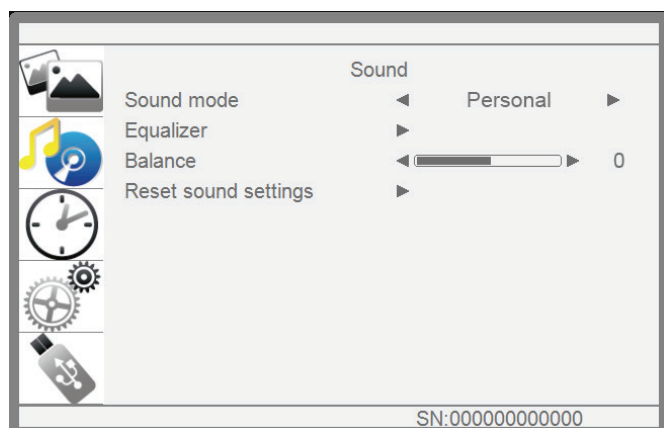 Sound
Sound mode ◀ Personal ▶
Equalizer ▶
Balance ◀ ▶ 0
Reset sound settings ▶
SN:000000000000